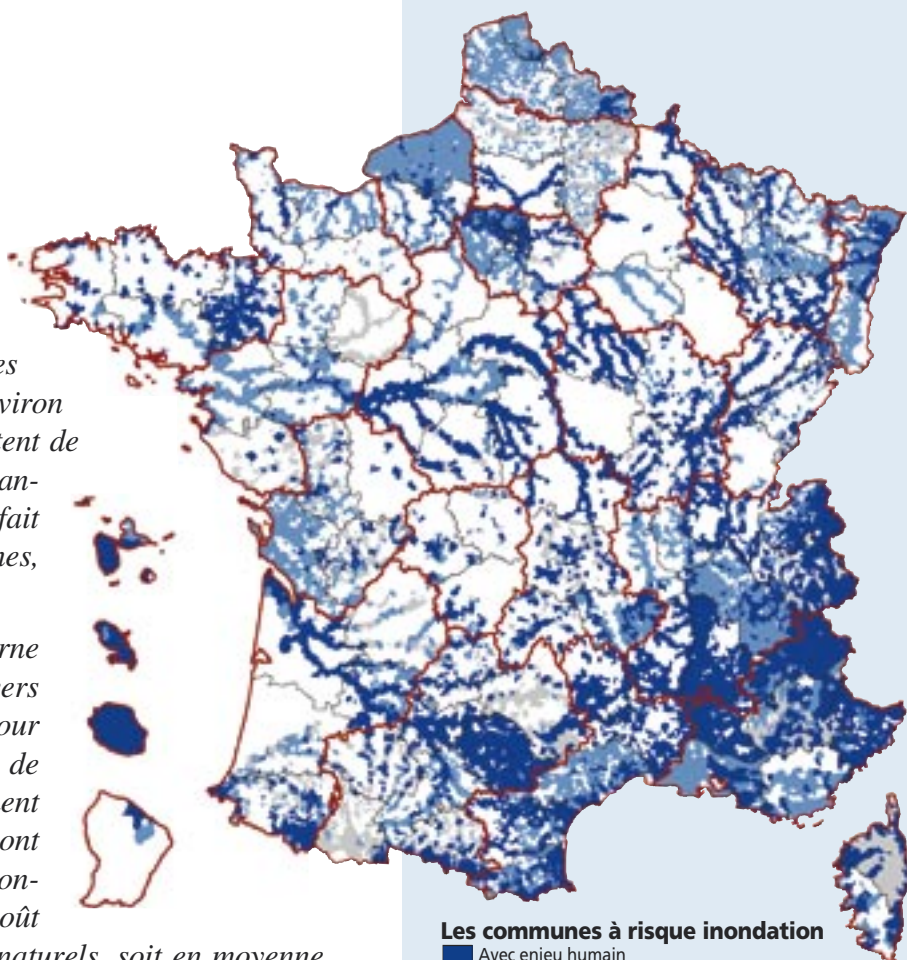 es
viron
tent de
an-
fait
nes,
rne
ers
our
de
ment
ont
on-
oût
naturels, soit en moyenne
Les communes à risque inondation
Avec enjeu humain